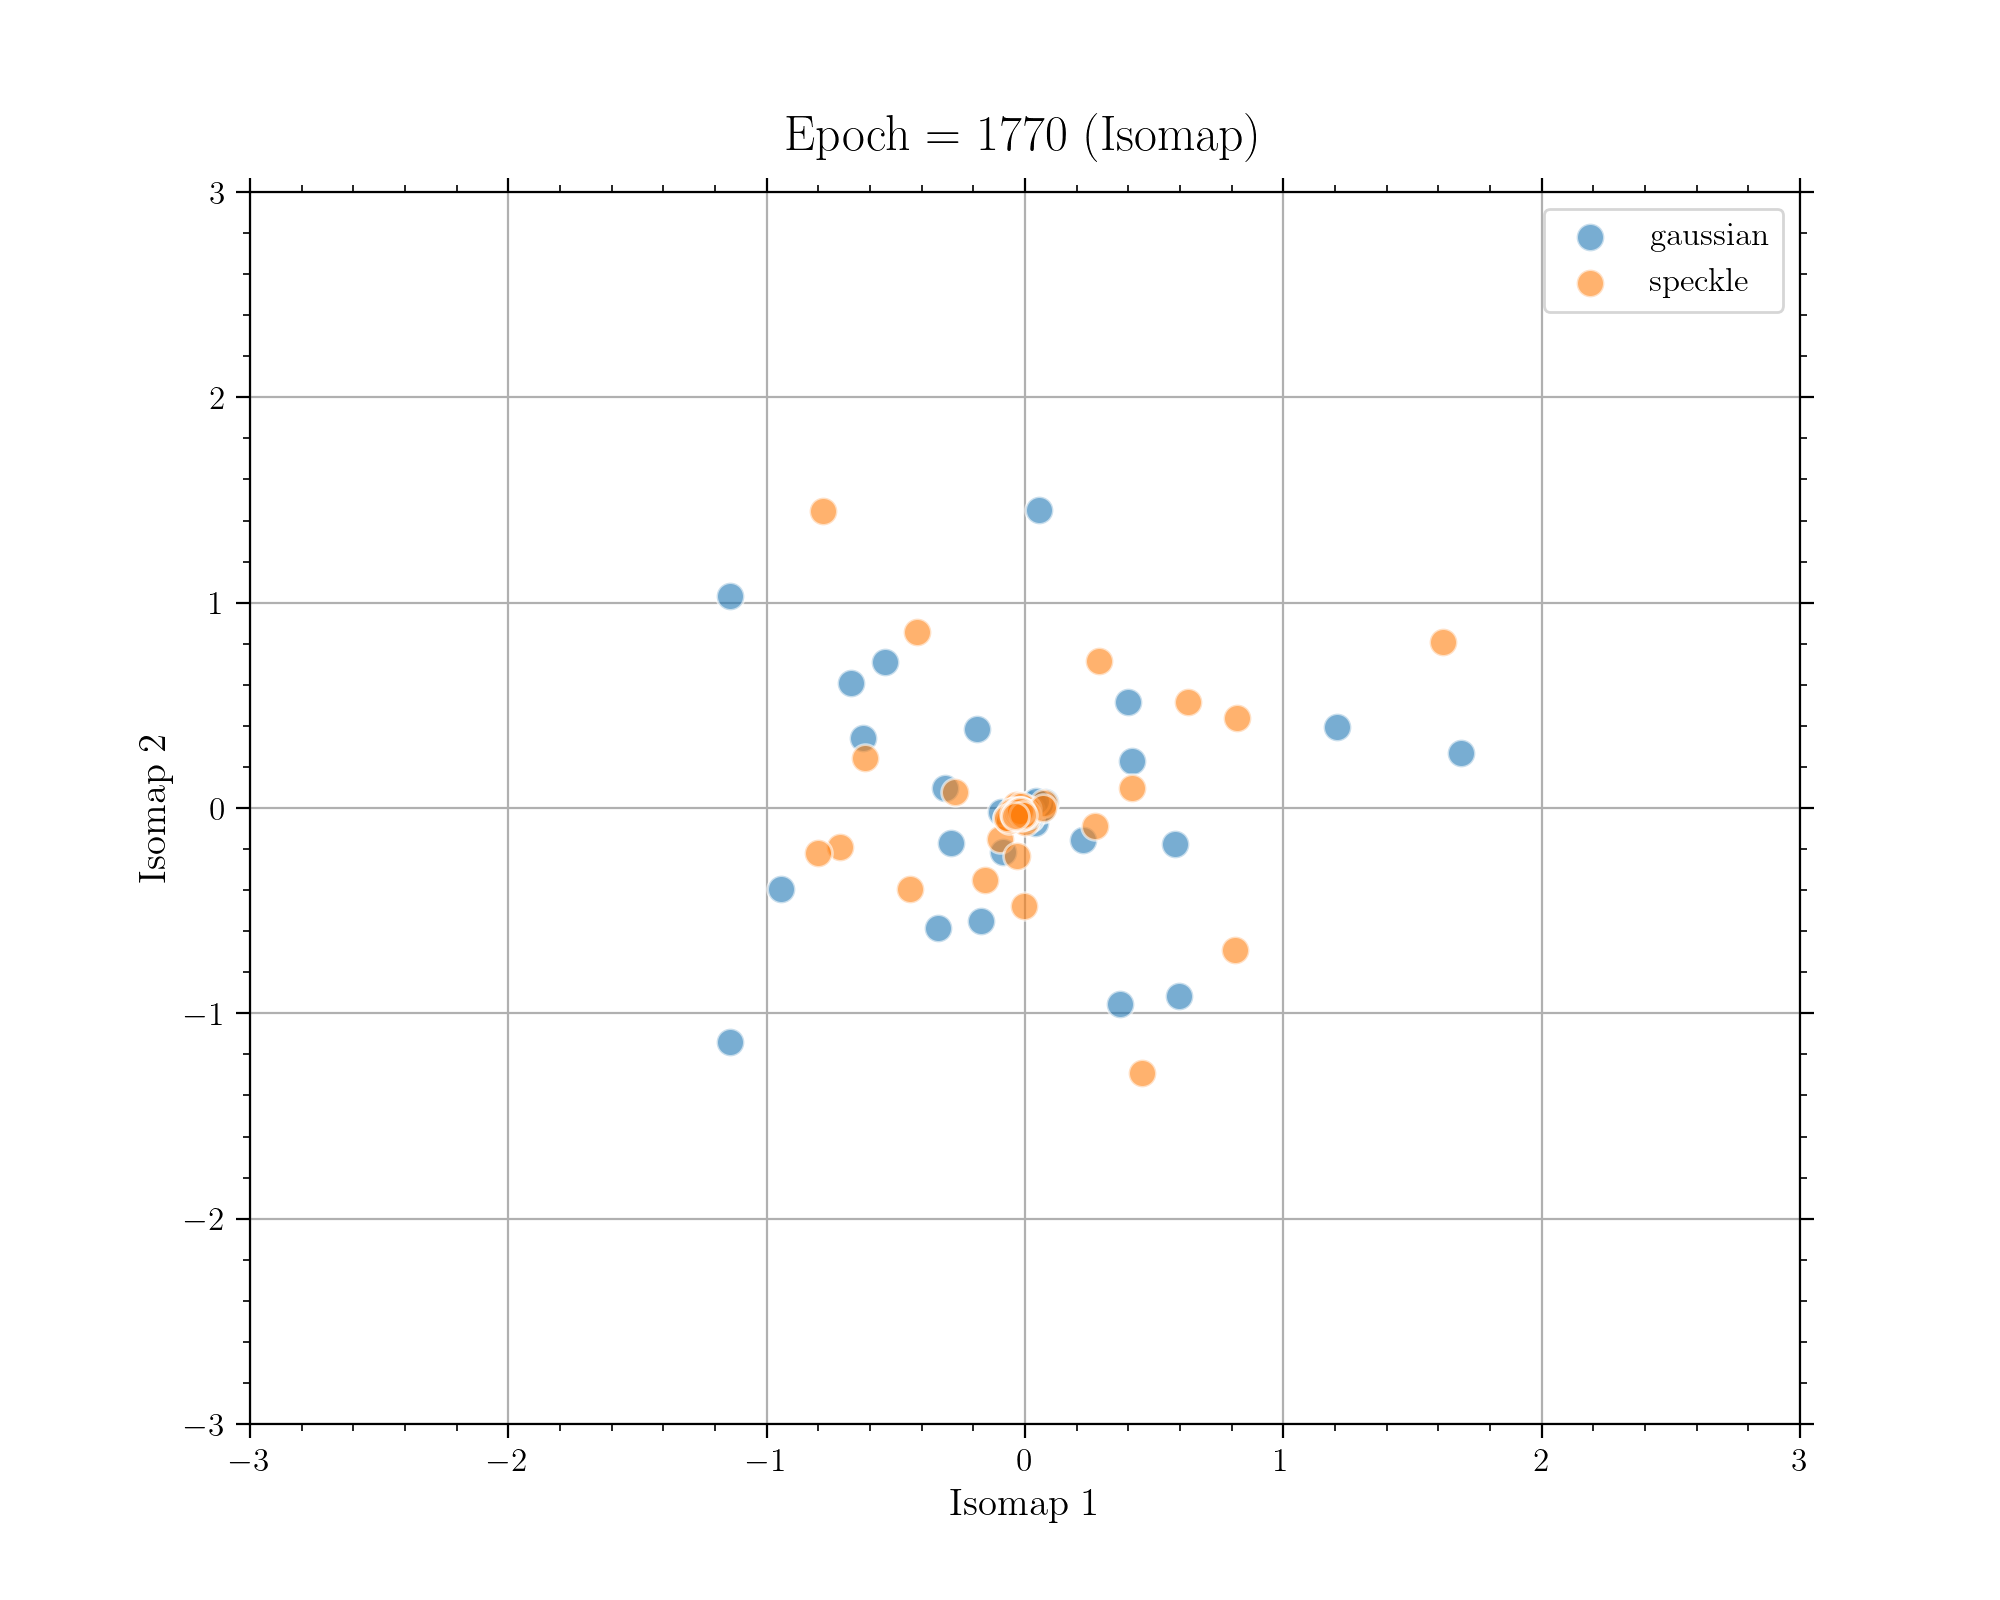 Epoch = 1770 (Isomap)
gaussian
speckle
3
2
1
0
−1
−2
−3
Isomap 2
−3 −2 −1 0 1 2 3
Isomap 1